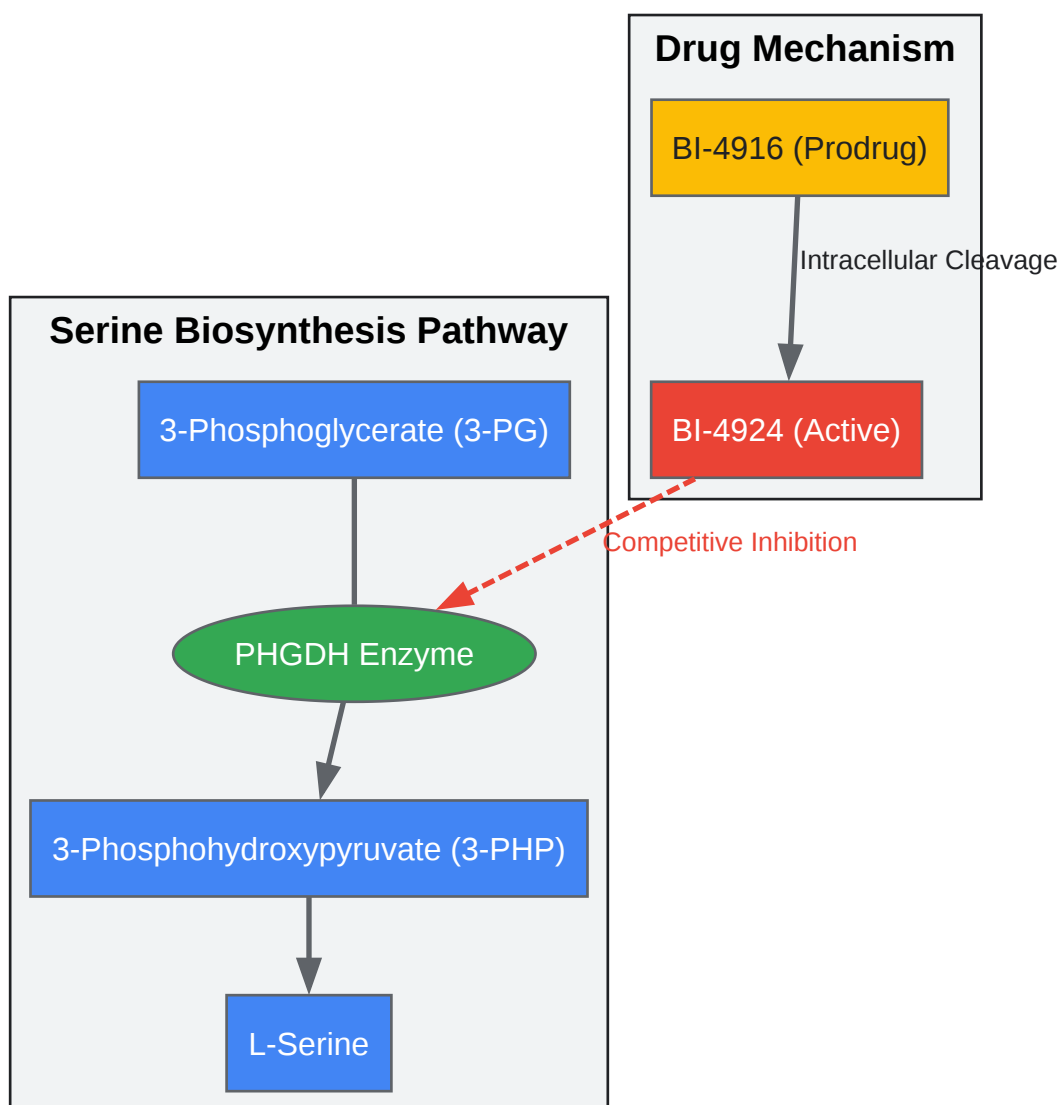 Drug Mechanism
BI-4916 (Prodrug)
Intracellular Cleavage
BI-4924 (Active)
Competitive Inhibition
Serine Biosynthesis Pathway
3-Phosphoglycerate (3-PG)
PHGDH Enzyme
3-Phosphohydroxypyruvate (3-PHP)
L-Serine